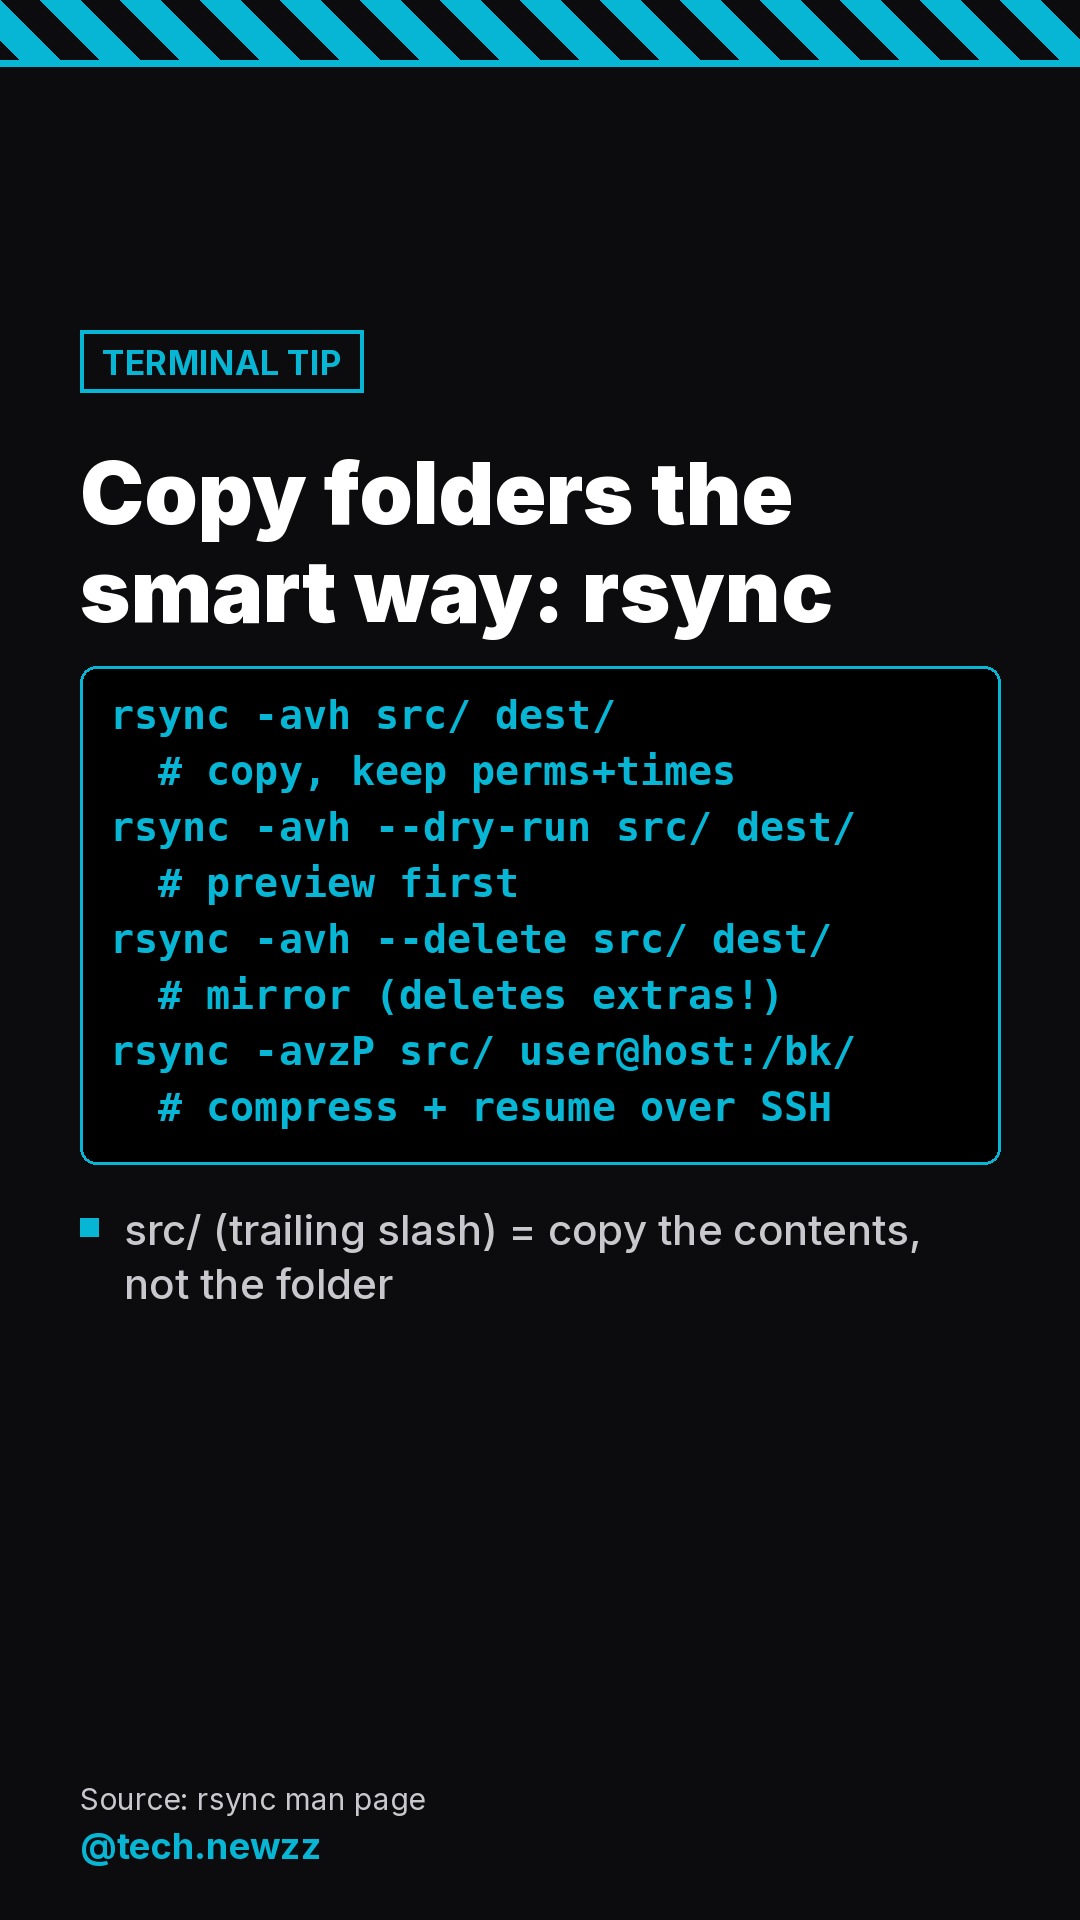 TERMINAL TIP
Copy folders the
smart way: rsync
rsync -avh src/ dest/
  # copy, keep perms+times
rsync -avh --dry-run src/ dest/
  # preview first
rsync -avh --delete src/ dest/
  # mirror (deletes extras!)
rsync -avzP src/ user@host:/bk/
  # compress + resume over SSH
src/ (trailing slash) = copy the contents,
not the folder
Source: rsync man page
@tech.newzz